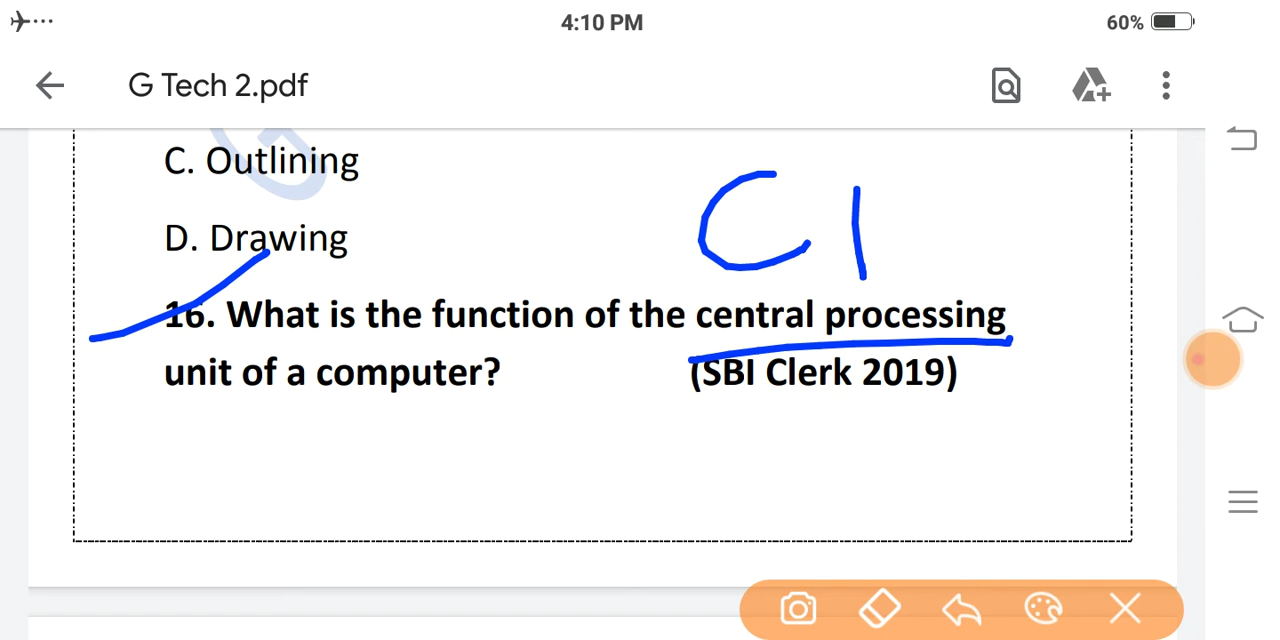 4:10 PM
60%
G Tech 2.pdf
C. Outlining
D. Drawing
C
16. What is the function of the central processing
unit of a computer? (SBI Clerk 2019)